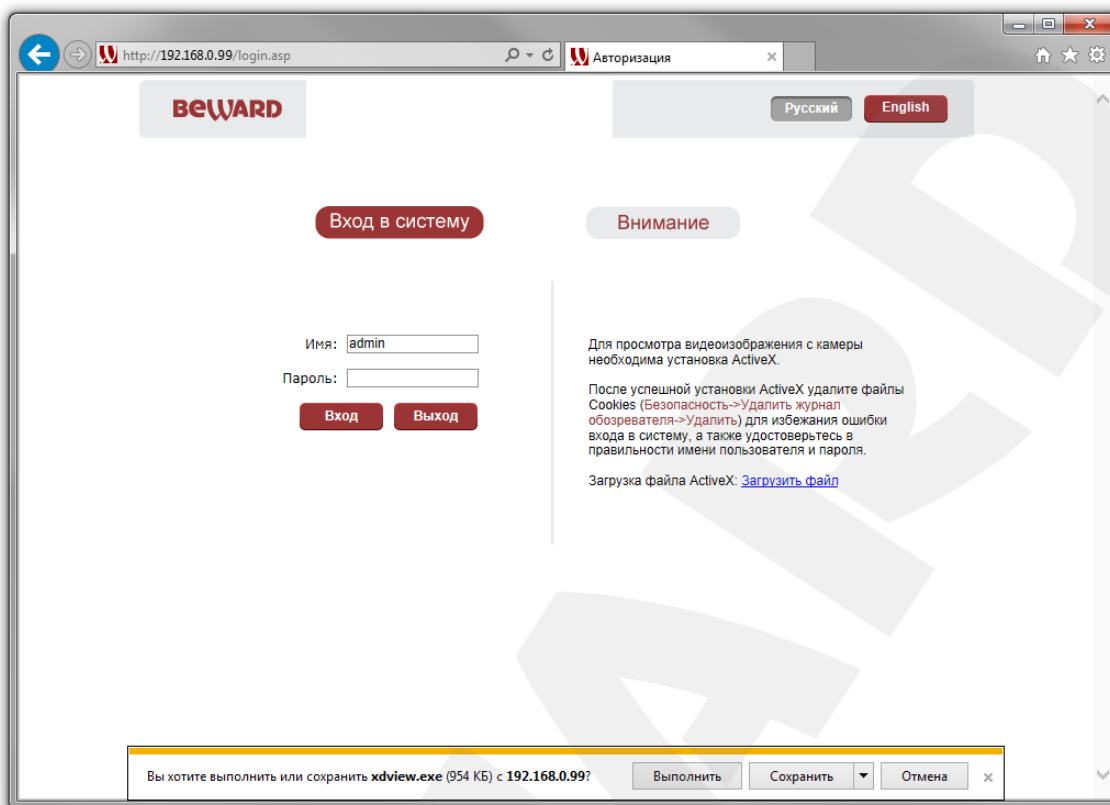 http://192.168.0.99/login.asp
Авторизация
BEWARD
Русский
English
Вход в систему
Внимание
Имя: admin
Пароль:
Вход
Выход
Для просмотра видеоизображения с камеры
необходима установка ActiveX.
После успешной установки ActiveX удалите файлы
Cookies (Безопасность->Удалить журнал
обозревателя->Удалить) для избежания ошибки
входа в систему, а также удостоверьтесь в
правильности имени пользователя и пароля.
Загрузка файла ActiveX: Загрузить файл
Вы хотите выполнить или сохранить xdview.exe (954 КБ) с 192.168.0.99?
Выполнить
Сохранить
Отмена